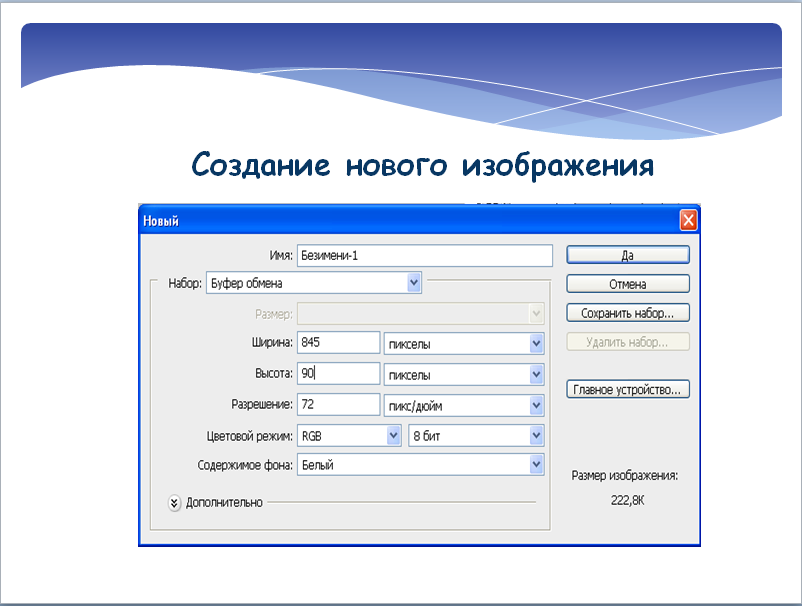 Создание нового изображения
Новый
Имя: Безимени-1
Да
Набор: Буфер обмена
Отмена
Размер:
Сохранить набор...
Ширина: 845 пикселы
Удалить набор...
Высота: 90 пикселы
Главное устройство...
Разрешение: 72 пикс/дюйм
Цветовой режим: RGB 8 бит
Содержимое фона: Белый
Размер изображения:
222,8K
Дополнительно